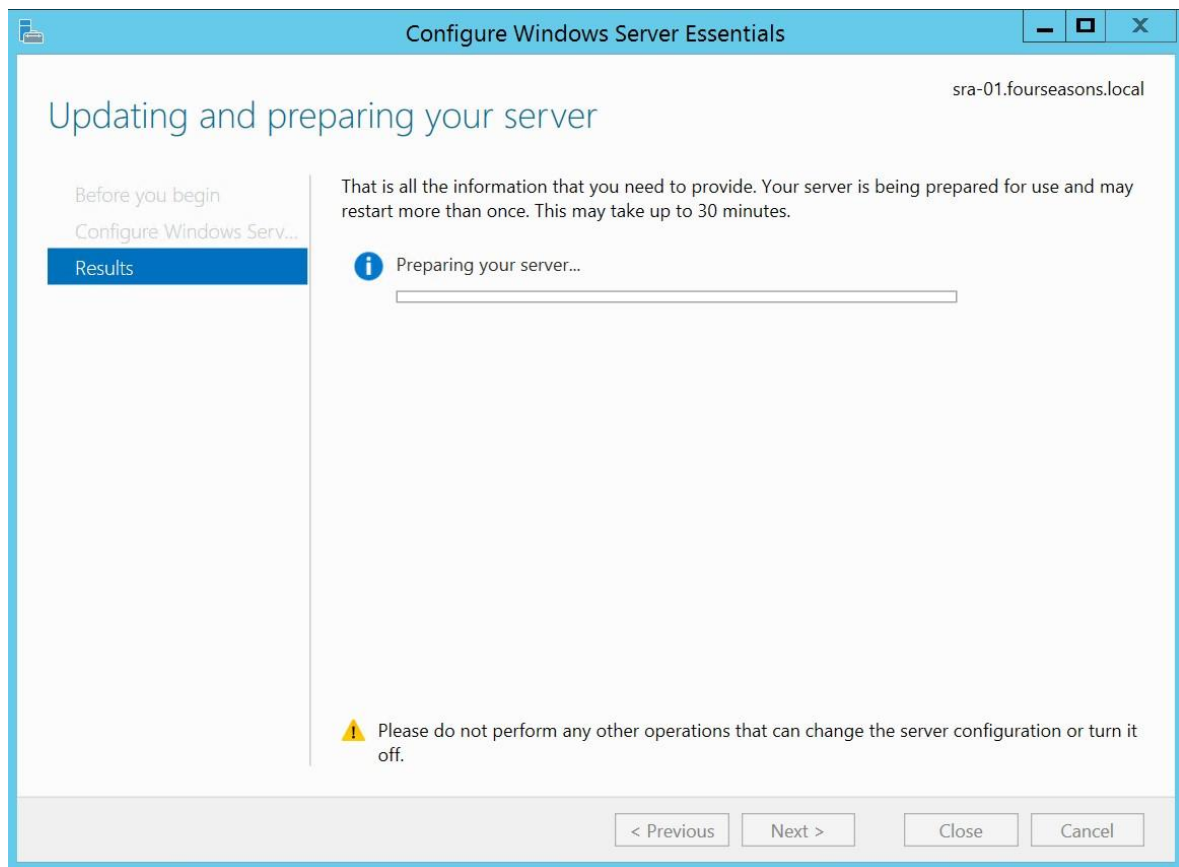 Configure Windows Server Essentials
sra-01.fourseasons.local
Updating and preparing your server
Before you begin
Configure Windows Serv...
Results
That is all the information that you need to provide. Your server is being prepared for use and may
restart more than once. This may take up to 30 minutes.
Preparing your server...
Please do not perform any other operations that can change the server configuration or turn it
off.
< Previous
Next >
Close
Cancel